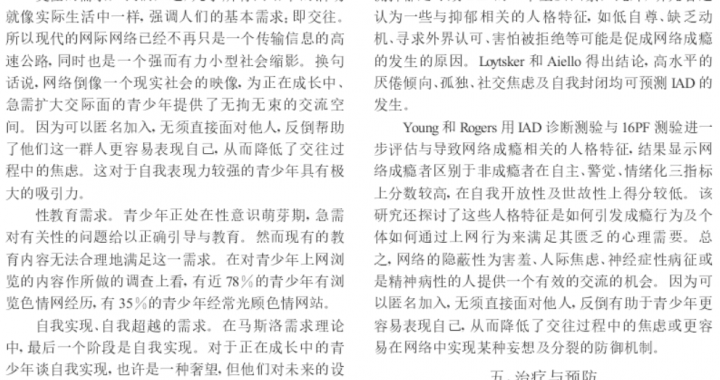 就像实际生活中一样,强调人们的基本需求:即交往。
所以现代的网际网络已经不再只是一个传输信息的高
速公路,同时也是一个强而有力小型社会缩影。换句
话说,网络倒像一个现实社会的映像,为正在成长中、
急需扩大交际面的青少年提供了无拘无束的交流空
间。因为可以匿名加入,无须直接面对他人,反倒帮助
了他们这一群人更容易表现自己,从而降低了交往过
程中的焦虑。这对于自我表现力较强的青少年具有极
大的吸引力。
性教育需求。青少年正处在性意识萌芽期,急需
对有关性的问题给以正确引导与教育。然而现有的教
育内容无法合理地满足这一需求。在对青少年上网浏
览的内容作所做的调查上看,有近78%的青少年有浏
览色情网经历,有35%的青少年经常光顾色情网站。
自我实现、自我超越的需求。在马斯洛需求理论
中,最后一个阶段是自我实现。对于正在成长中的青
少年谈自我实现,也许是一种奢望,但他们对未来的设
认为一些与抑郁相关的人格特征,如低自尊、缺乏动
机、寻求外界认可、害怕被拒绝等可能是促成网络成瘾
的发生的原因。Loytsker 和 Aiello 得出结论,高水平的
厌倦倾向、孤独、社交焦虑及自我封闭均可预测 IAD 的
发生。
Young 和 Rogers 用 IAD 诊断测验与 16PF 测验进一
步评估与导致网络成瘾相关的人格特征,结果显示网
络成瘾者区别于非成瘾者在自主、警觉、情绪化三指标
上分数较高,在自我开放性及世故性上得分较低。该
研究还探讨了这些人格特征是如何引发成瘾行为及个
体如何通过上网行为来满足其匮乏的心理需要。总
之,网络的隐蔽性为害羞、人际焦虑、神经症性病征或
是精神病性的人提供一个有效的交流的机会。因为可
以匿名加入,无须直接面对他人,反倒有助于青少年更
容易表现自己,从而降低了交往过程中的焦虑或更容
易在网络中实现某种妄想及分裂的防御机制。
五、治疗与预防